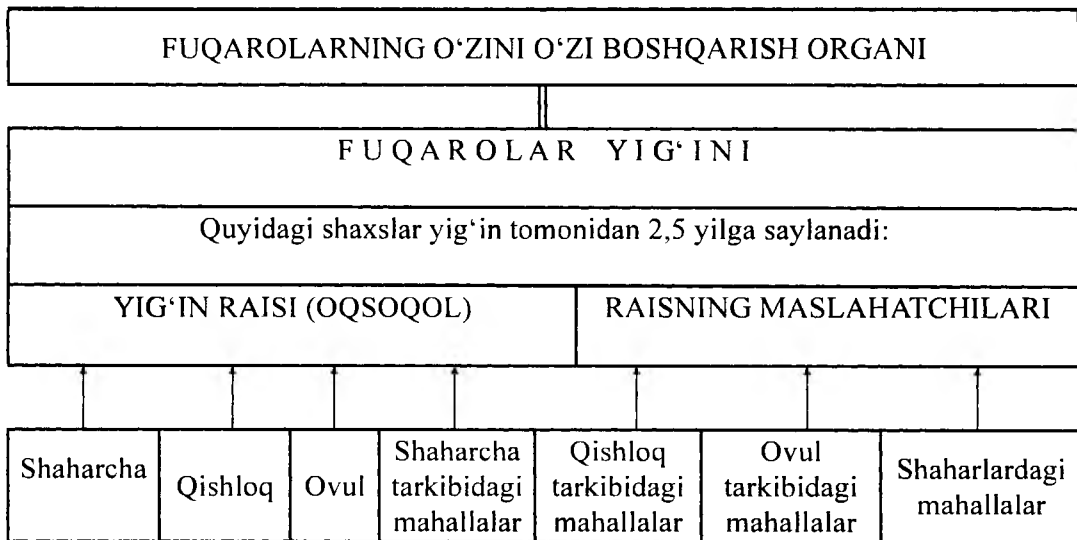 FUQAROLARNING O‘ZINI O‘ZI BOSHQARISH ORGANI
FUQAROLAR YIG‘INI
Quyidagi shaxslar yig‘in tomonidan 2,5 yilga saylanadi:
YIG‘IN RAISI (OQSOQOL)
RAISNING MASLAHATCHILARI
Shaharcha
Qishloq
Ovul
Shaharcha
tarkibidagi
mahallalar
Qishloq
tarkibidagi
mahallalar
Ovul
tarkibidagi
mahallalar
Shaharlardagi
mahallalar